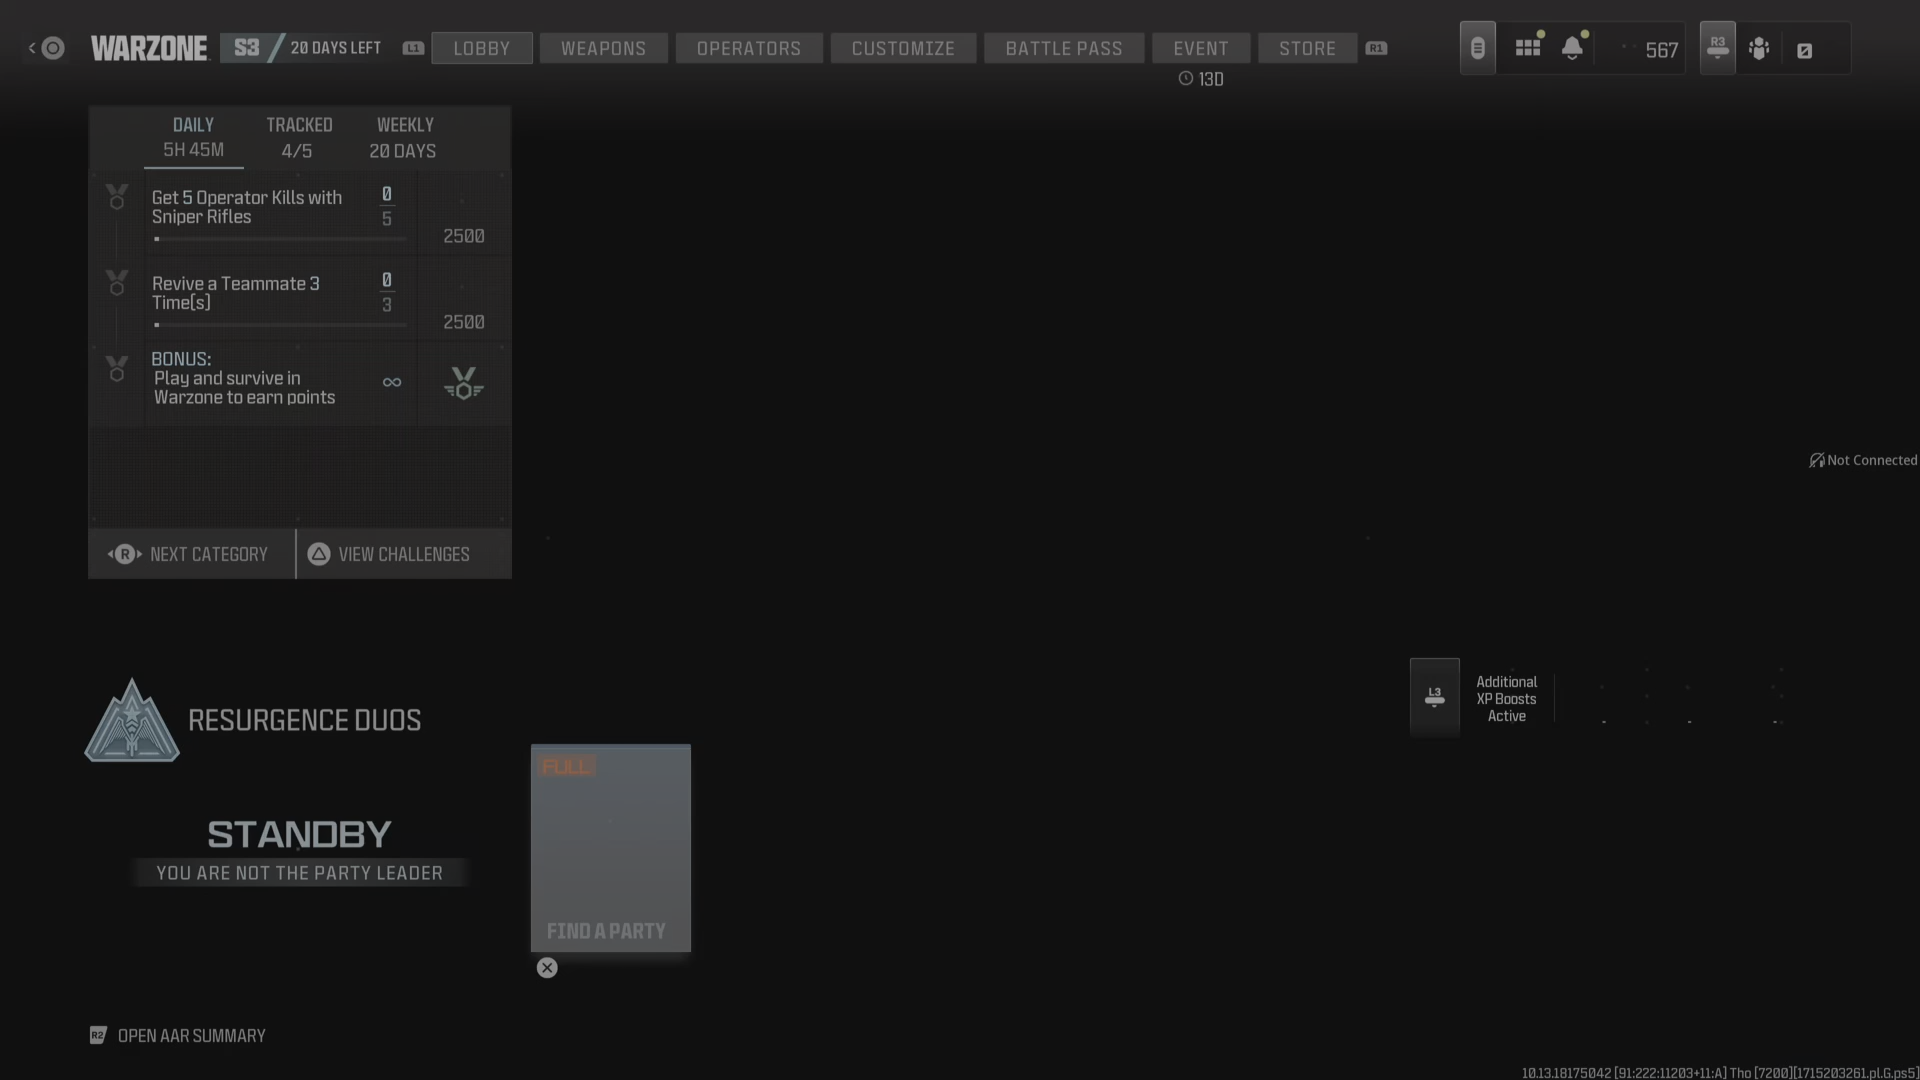 WARZONE S3 20 DAYS LEFT L1 LOBBY WEAPONS OPERATORS CUSTOMIZE BATTLE PASS EVENT STORE R1 567 R3 0
13D
DAILY TRACKED WEEKLY
5H 45M 4/5 20 DAYS
Get 5 Operator Kills with
Sniper Rifles
0
5
2500
Revive a Teammate 3
Time[s]
0
3
2500
BONUS:
Play and survive in
Warzone to earn points
∞
R NEXT CATEGORY VIEW CHALLENGES
Not Connected
L3
Additional
XP Boosts
Active
RESURGENCE DUOS
FULL
STANDBY
YOU ARE NOT THE PARTY LEADER
FIND A PARTY
R2 OPEN AAR SUMMARY
10.13.18175042 [91:222:11203+11:A] Tho [7200][1715203261.pl.G.ps5]